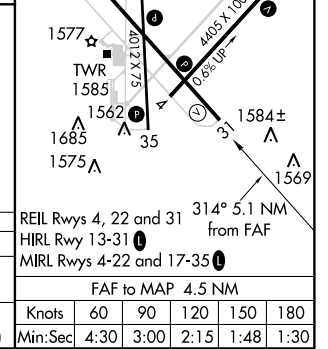 1577
4012 X 75
P
4405 X 100
A
0.6% UP
P
TWR
1585
1562
P
4
V
1584±
31
1685
35
1575
1569
314° 5.1 NM
from FAF
REIL Rwys 4, 22 and 31
HIRL Rwy 13-31 L
MIRL Rwys 4-22 and 17-35 L
FAF to MAP 4.5 NM
Knots 60 90 120 150 180
Min:Sec 4:30 3:00 2:15 1:48 1:30